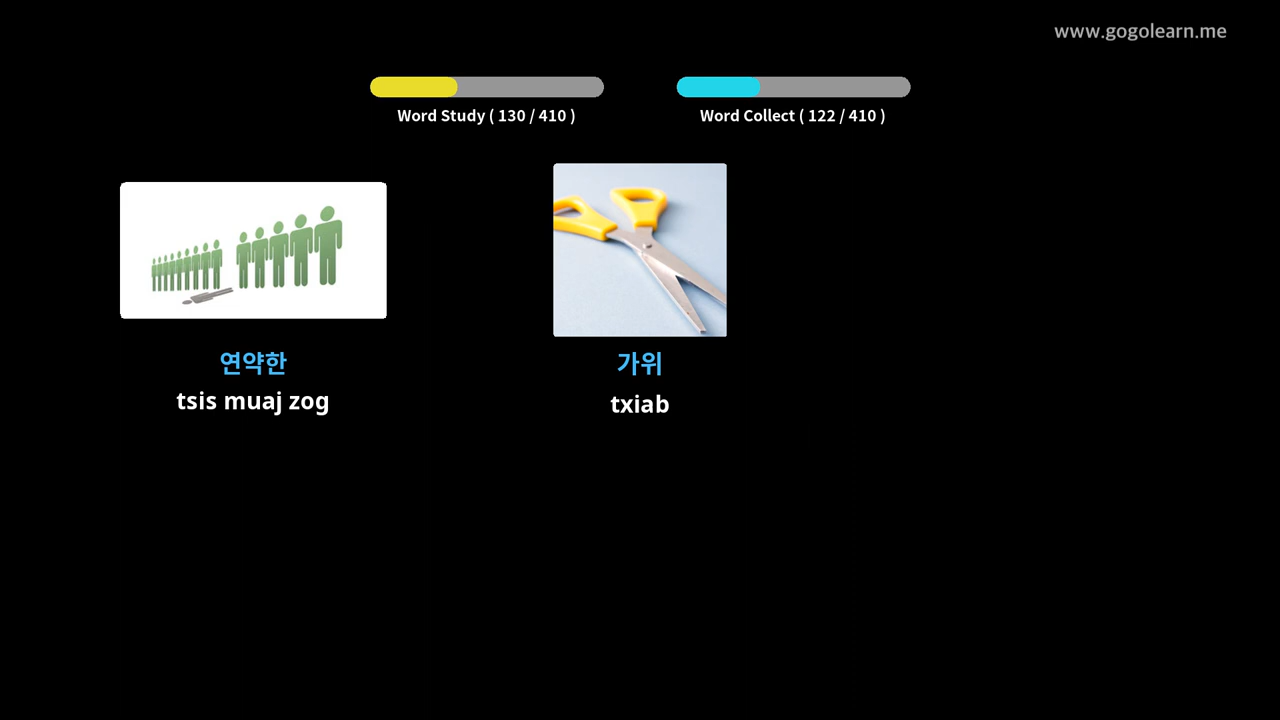 www.gogolearn.me
Word Study ( 130 / 410 )
Word Collect ( 122 / 410 )
연약한
tsis muaj zog
가위
txiab